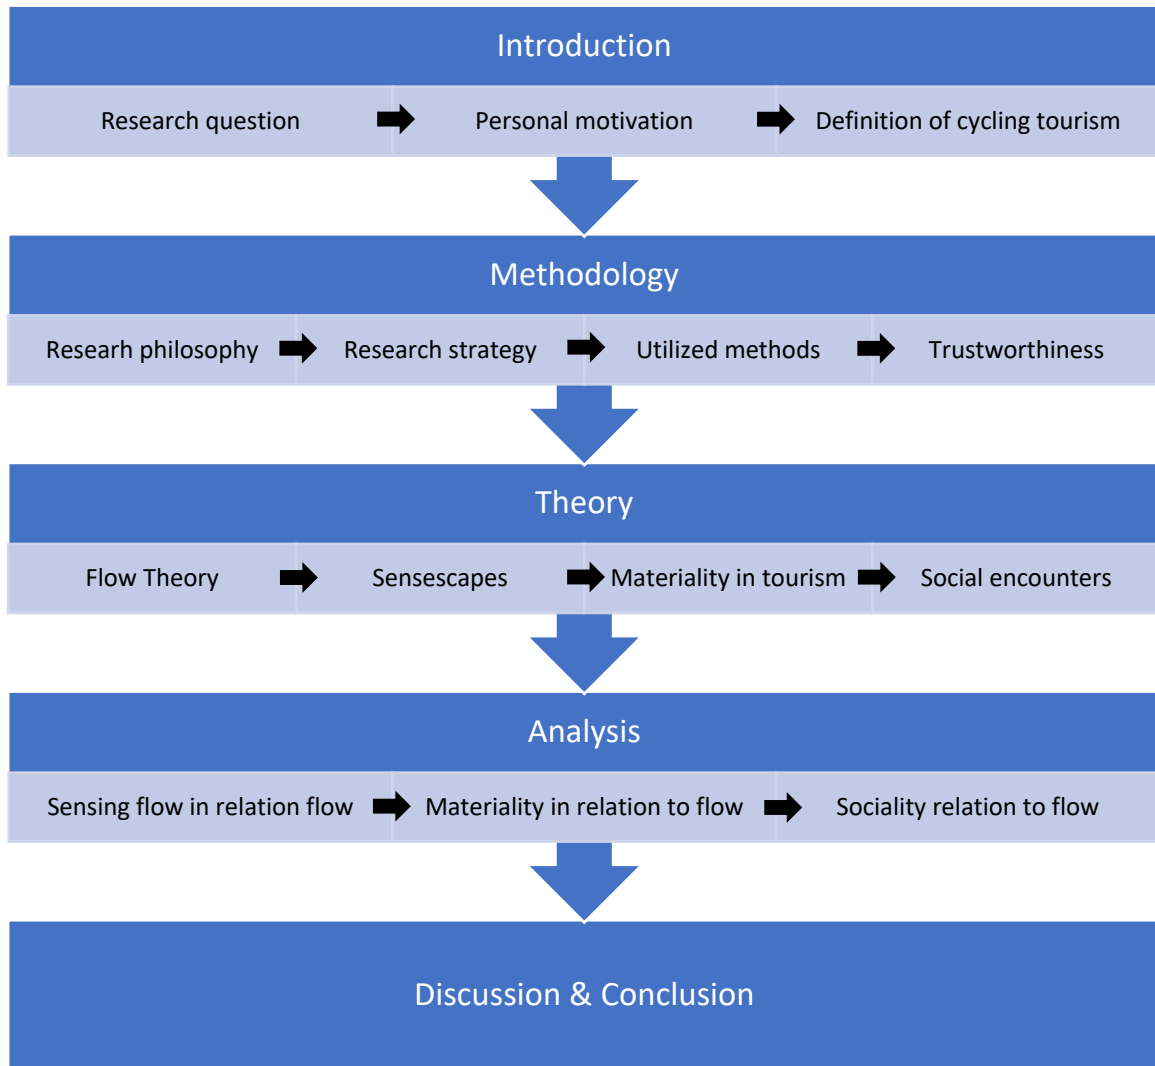 Introduction
Research question
Personal motivation
Definition of cycling tourism
Methodology
Researh philosophy
Research strategy
Utilized methods
Trustworthiness
Theory
Flow Theory
Sensescapes
Materiality in tourism
Social encounters
Analysis
Sensing flow in relation flow
Materiality in relation to flow
Sociality relation to flow
Discussion & Conclusion